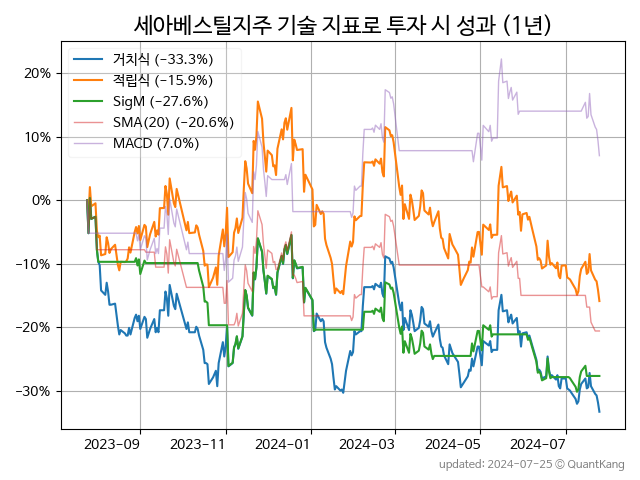 세아베스틸지주 기술 지표로 투자 시 성과 (1년)
거치식 (−33.3%)
적립식 (−15.9%)
SigM (−27.6%)
SMA(20) (−20.6%)
MACD (7.0%)
20%
10%
0%
−10%
−20%
−30%
2023-09
2023-11
2024-01
2024-03
2024-05
2024-07
updated: 2024-07-25 © QuantKang